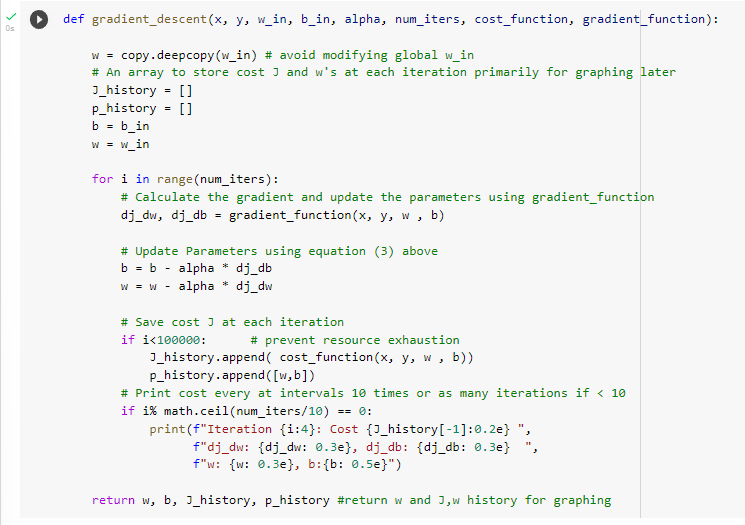 def gradient_descent(x, y, w_in, b_in, alpha, num_iters, cost_function, gradient_function):
0s
w = copy.deepcopy(w_in) # avoid modifying global w_in
# An array to store cost J and w's at each iteration primarily for graphing later
J_history = []
p_history = []
b = b_in
w = w_in
for i in range(num_iters):
# Calculate the gradient and update the parameters using gradient_function
dj_dw, dj_db = gradient_function(x, y, w , b)
# Update Parameters using equation (3) above
b = b - alpha * dj_db
w = w - alpha * dj_dw
# Save cost J at each iteration
if i<100000:      # prevent resource exhaustion
J_history.append( cost_function(x, y, w , b))
p_history.append([w,b])
# Print cost every at intervals 10 times or as many iterations if < 10
if i% math.ceil(num_iters/10) == 0:
print(f"Iteration {i:4}: Cost {J_history[-1]:0.2e} ",
f"dj_dw: {dj_dw: 0.3e}, dj_db: {dj_db: 0.3e}  ",
f"w: {w: 0.3e}, b:{b: 0.5e}")
return w, b, J_history, p_history #return w and J,w history for graphing